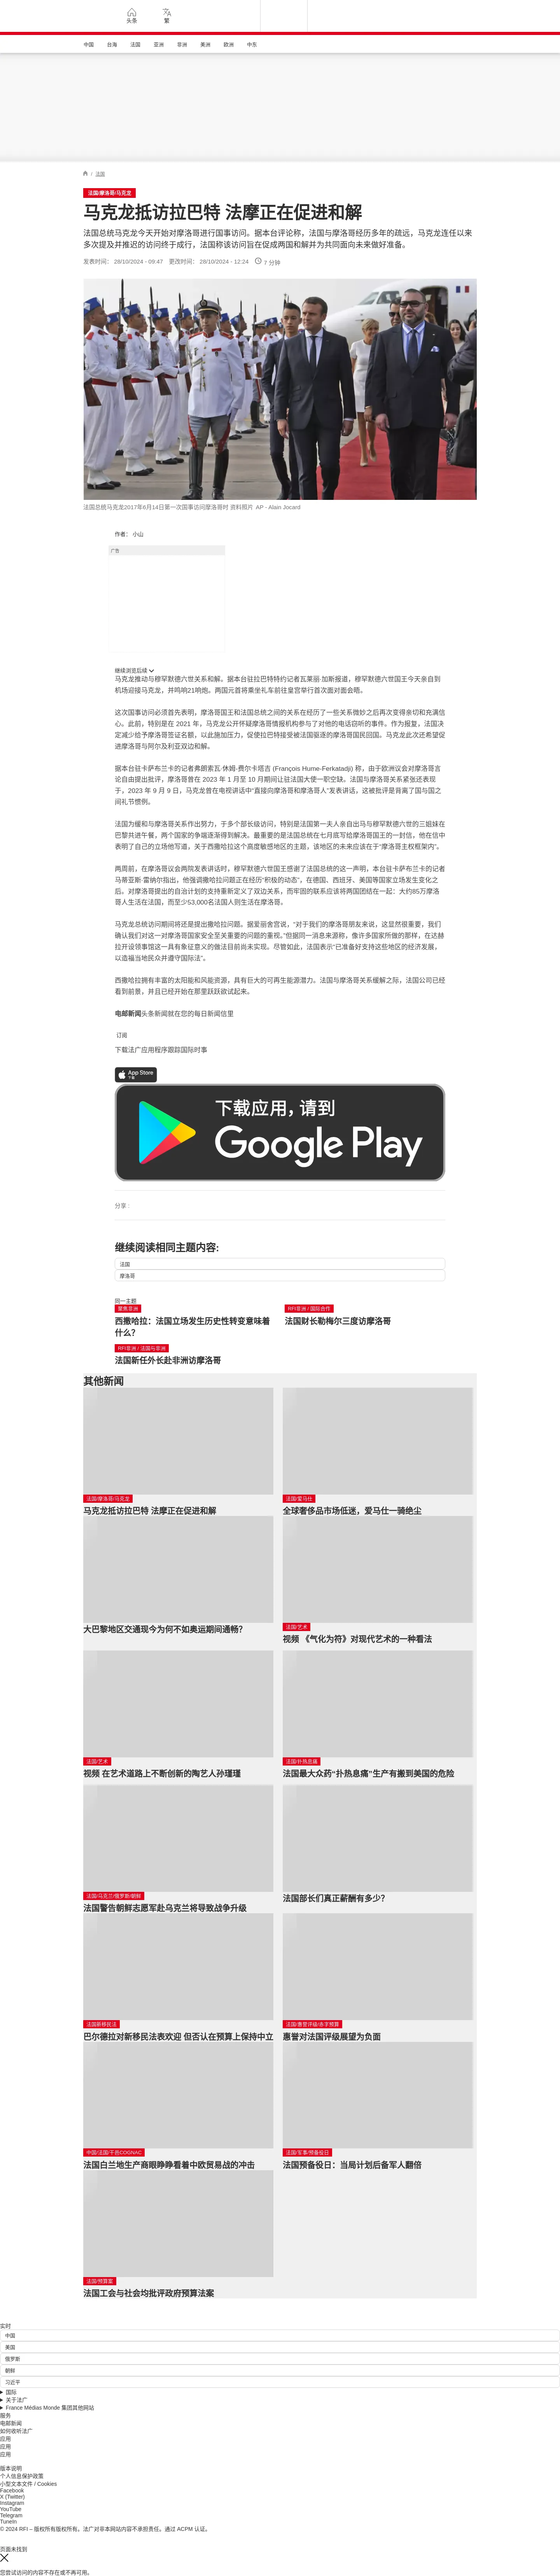 头条
繁
中国 台海 法国 亚洲 非洲 美洲 欧洲 中东
/ 法国
法国/摩洛哥/马克龙
马克龙抵访拉巴特 法摩正在促进和解
法国总统马克龙今天开始对摩洛哥进行国事访问。据本台评论称，法国与摩洛哥经历多年的疏远，马克龙连任以来
多次提及并推迟的访问终于成行，法国称该访问旨在促成两国和解并为共同面向未来做好准备。
发表时间： 28/10/2024 - 09:47 更改时间： 28/10/2024 - 12:24 7 分钟
法国总统马克龙2017年6月14日第一次国事访问摩洛哥时 资料照片 AP - Alain Jocard
作者： 小山
广告
继续浏览后续
马克龙推动与穆罕默德六世关系和解。据本台驻拉巴特特约记者瓦莱丽·加斯报道，穆罕默德六世国王今天亲自到
机场迎接马克龙，并鸣响21响炮。两国元首将乘坐礼车前往皇宫举行首次面对面会晤。
这次国事访问必须首先表明，摩洛哥国王和法国总统之间的关系在经历了一些关系微妙之后再次变得亲切和充满信
心。此前，特别是在 2021 年，马克龙公开怀疑摩洛哥情报机构参与了对他的电话窃听的事件。作为报复，法国决
定减少给予摩洛哥签证名额，以此施加压力，促使拉巴特接受被法国驱逐的摩洛哥国民回国。马克龙此次还希望促
进摩洛哥与阿尔及利亚双边和解。
据本台驻卡萨布兰卡的记者弗朗索瓦·休姆-费尔卡塔吉 (François Hume-Ferkatadji) 称，由于欧洲议会对摩洛哥言
论自由提出批评，摩洛哥曾在 2023 年 1 月至 10 月期间让驻法国大使一职空缺。法国与摩洛哥关系紧张还表现
于，2023 年 9 月 9 日，马克龙曾在电视讲话中“直接向摩洛哥和摩洛哥人”发表讲话，这被批评是背离了国与国之
间礼节惯例。
法国为缓和与摩洛哥关系作出努力，于多个部长级访问，特别是法国第一夫人亲自出马与穆罕默德六世的三姐妹在
巴黎共进午餐，两个国家的争端逐渐得到解决。最重要的是法国总统在七月底写给摩洛哥国王的一封信，他在信中
表明了自己的立场他写道，关于西撒哈拉这个高度敏感地区的主题，该地区的未来应该在于“摩洛哥主权框架内”。
两周前，在摩洛哥议会两院发表讲话时，穆罕默德六世国王感谢了法国总统的这一声明，本台驻卡萨布兰卡的记者
马蒂亚斯·雷纳尔指出，他强调撒哈拉问题正在经历“积极的动态”。在德国、西班牙、美国等国家立场发生变化之
后。对摩洛哥提出的自治计划的支持重新定义了双边关系，而牢固的联系应该将两国团结在一起：大约85万摩洛
哥人生活在法国，而至少53,000名法国人则生活在摩洛哥。
马克龙总统访问期间将还是提出撒哈拉问题。据爱丽舍宫说，“对于我们的摩洛哥朋友来说，这显然很重要，我们
确认我们对这一对摩洛哥国家安全至关重要的问题的重视。”但据同一消息来源称，像许多国家所做的那样，在达赫
拉开设领事馆这一具有象征意义的做法目前尚未实现。尽管如此，法国表示“已准备好支持这些地区的经济发展，
以造福当地民众并遵守国际法”。
西撒哈拉拥有丰富的太阳能和风能资源，具有巨大的可再生能源潜力。法国与摩洛哥关系缓解之际，法国公司已经
看到前景，并且已经开始在那里跃跃欲试起来。
电邮新闻头条新闻就在您的每日新闻信里
订阅
下载法广应用程序跟踪国际时事
App Store
下载
下载应用，请到
Google Play
分享 :
继续阅读相同主题内容:
法国
摩洛哥
同一主题
聚焦非洲
西撒哈拉：法国立场发生历史性转变意味着
什么？
RFI非洲 / 国际合作
法国财长勒梅尔三度访摩洛哥
RFI非洲 / 法国与非洲
法国新任外长赴非洲访摩洛哥
其他新闻
法国/摩洛哥/马克龙
马克龙抵访拉巴特 法摩正在促进和解
法国/爱马仕
全球奢侈品市场低迷，爱马仕一骑绝尘
大巴黎地区交通现今为何不如奥运期间通畅？
法国/艺术
视频 《气化为符》对现代艺术的一种看法
法国/艺术
视频 在艺术道路上不断创新的陶艺人孙瑾瑾
法国/扑热息痛
法国最大众药“扑热息痛”生产有搬到美国的危险
法国/乌克兰/俄罗斯/朝鲜
法国警告朝鲜志愿军赴乌克兰将导致战争升级
法国部长们真正薪酬有多少？
法国新移民法
巴尔德拉对新移民法表欢迎 但否认在预算上保持中立
法国/惠誉评级/赤字预算
惠誉对法国评级展望为负面
中国/法国/干邑COGNAC
法国白兰地生产商眼睁睁看着中欧贸易战的冲击
法国/军事/预备役日
法国预备役日：当局计划后备军人翻倍
法国/预算案
法国工会与社会均批评政府预算法案
实时
中国
美国
俄罗斯
朝鲜
习近平
国际
关于法广
France Médias Monde 集团其他网站
服务
电邮新闻
如何收听法广
应用
应用
应用
版本说明
个人信息保护政策
小型文本文件 / Cookies
Facebook
X (Twitter)
Instagram
YouTube
Telegram
TuneIn
© 2024 RFI – 版权所有版权所有。法广对非本网站内容不承担责任。通过 ACPM 认证。
页面未找到
您尝试访问的内容不存在或不再可用。